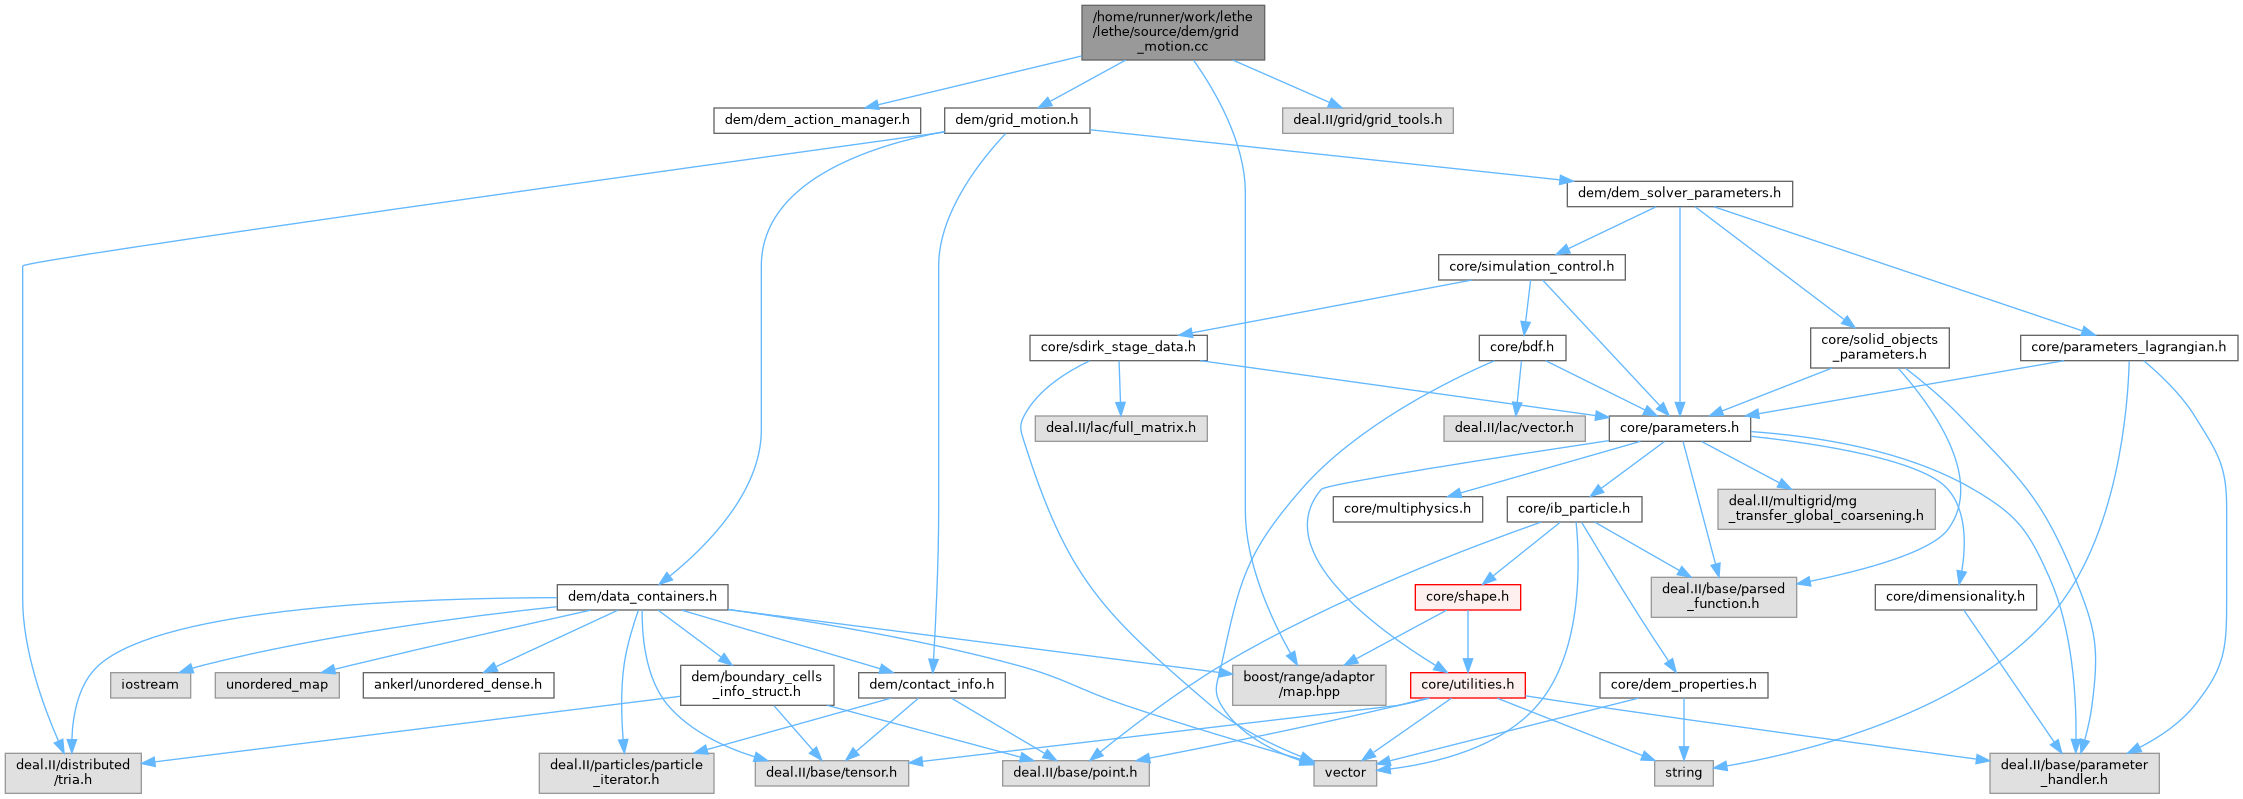 /home/runner/work/lethe
/lethe/source/dem/grid
_motion.cc
dem/dem_action_manager.h
dem/grid_motion.h
deal.II/grid/grid_tools.h
dem/dem_solver_parameters.h
core/simulation_control.h
core/sdirk_stage_data.h
core/bdf.h
core/solid_objects
_parameters.h
core/parameters_lagrangian.h
deal.II/lac/full_matrix.h
deal.II/lac/vector.h
core/parameters.h
core/multiphysics.h
core/ib_particle.h
deal.II/multigrid/mg
_transfer_global_coarsening.h
dem/data_containers.h
core/shape.h
deal.II/base/parsed
_function.h
core/dimensionality.h
iostream
unordered_map
ankerl/unordered_dense.h
dem/boundary_cells
_info_struct.h
dem/contact_info.h
boost/range/adaptor
/map.hpp
core/utilities.h
core/dem_properties.h
deal.II/distributed
/tria.h
deal.II/particles/particle
_iterator.h
deal.II/base/tensor.h
deal.II/base/point.h
vector
string
deal.II/base/parameter
_handler.h